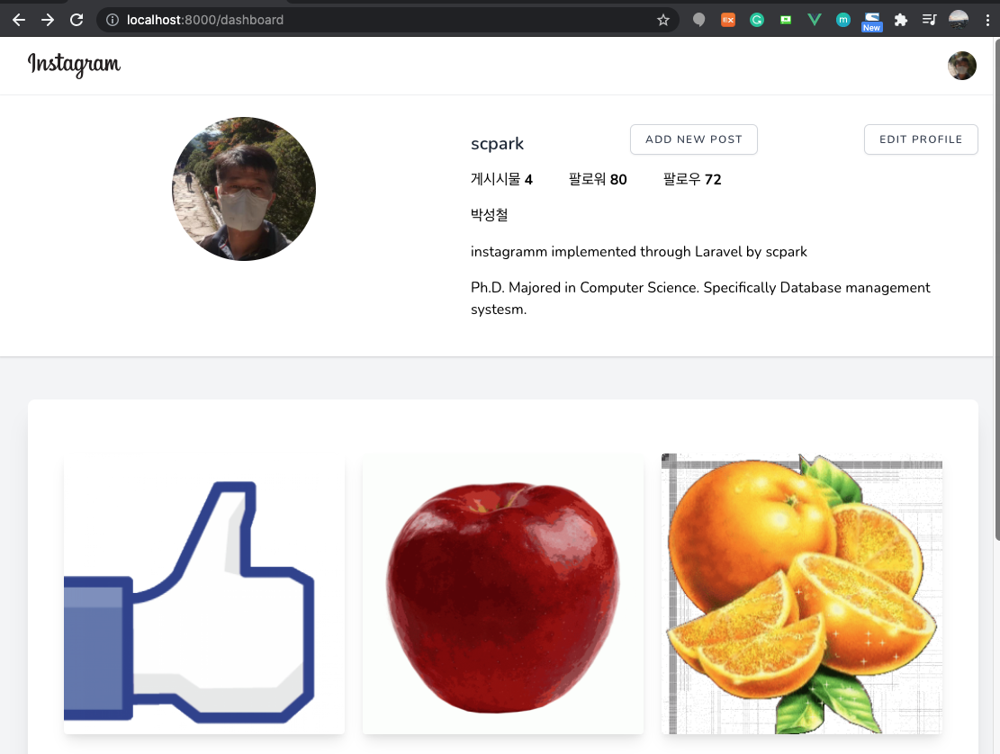 localhost:8000/dashboard
EX
G
m
New
Instagram
scpark
ADD NEW POST
EDIT PROFILE
게시시물 4 팔로워 80 팔로우 72
박성철
instagramm implemented through Laravel by scpark
Ph.D. Majored in Computer Science. Specifically Database management
systesm.